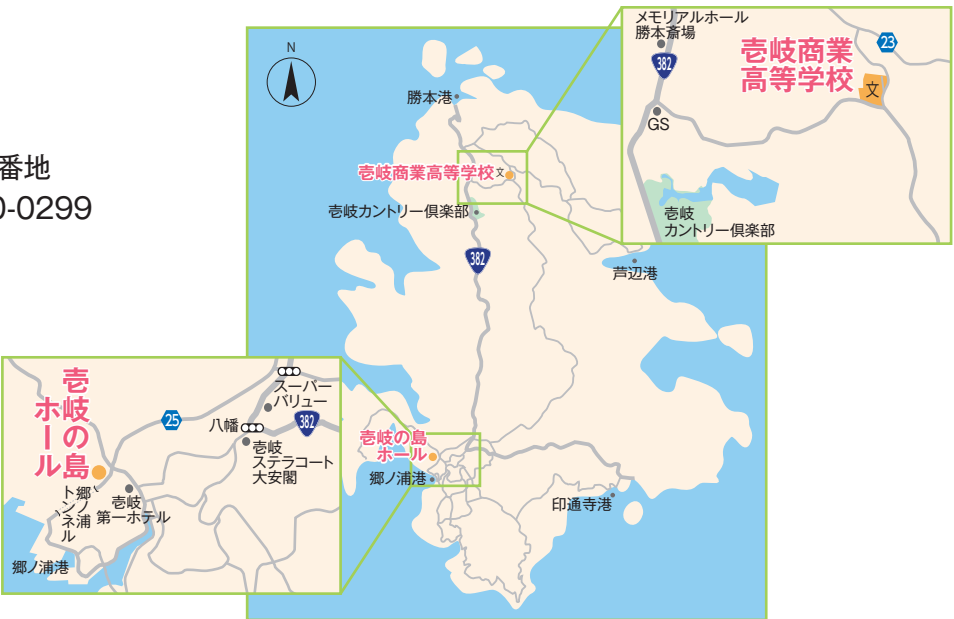 番地
0-0299
N
勝本港
壱岐商業高等学校
文
壱岐カントリー倶楽部
382
芦辺港
壱岐の島
ホール
郷ノ浦港
印通寺港
メモリアルホール
勝本斎場
382
GS
壱岐商業
高等学校
23
文
壱岐
カントリー倶楽部
壱岐の島
ホール
25
スーパー
バリュー
八幡
382
壱岐
ステラコート
大安閣
壱岐
第一ホテル
郷ノ浦
トンネル
郷ノ浦港